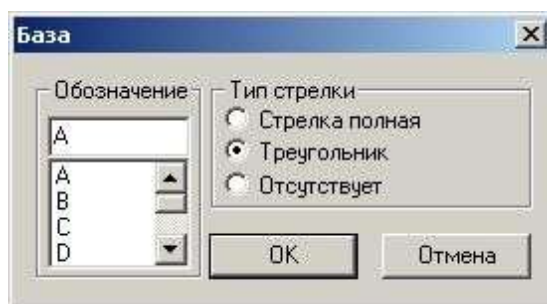 База
Обозначение
A
A
B
C
D
Тип стрелки
Стрелка полная
Треугольник
Отсутствует
OK
Отмена